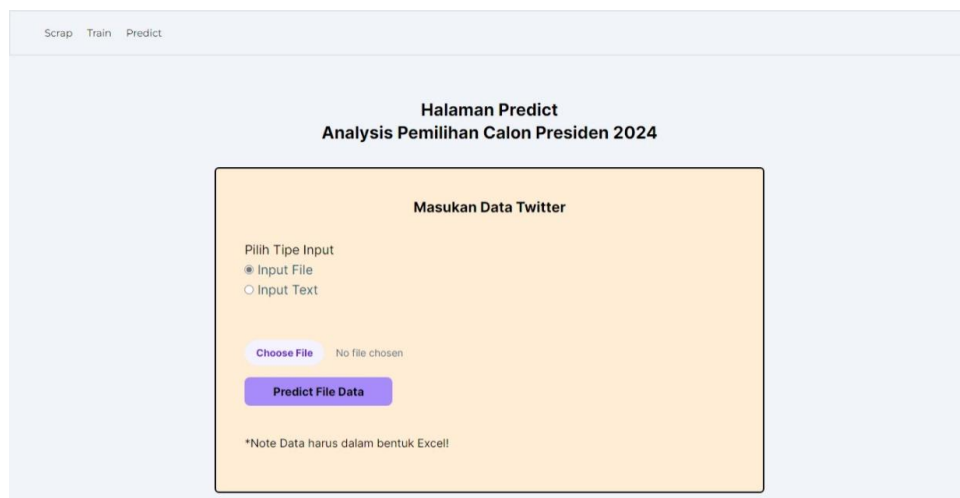 Scrap Train Predict
Halaman Predict
Analysis Pemilihan Calon Presiden 2024
Masukan Data Twitter
Pilih Tipe Input
Input File
Input Text
Choose File No file chosen
Predict File Data
*Note Data harus dalam bentuk Excel!